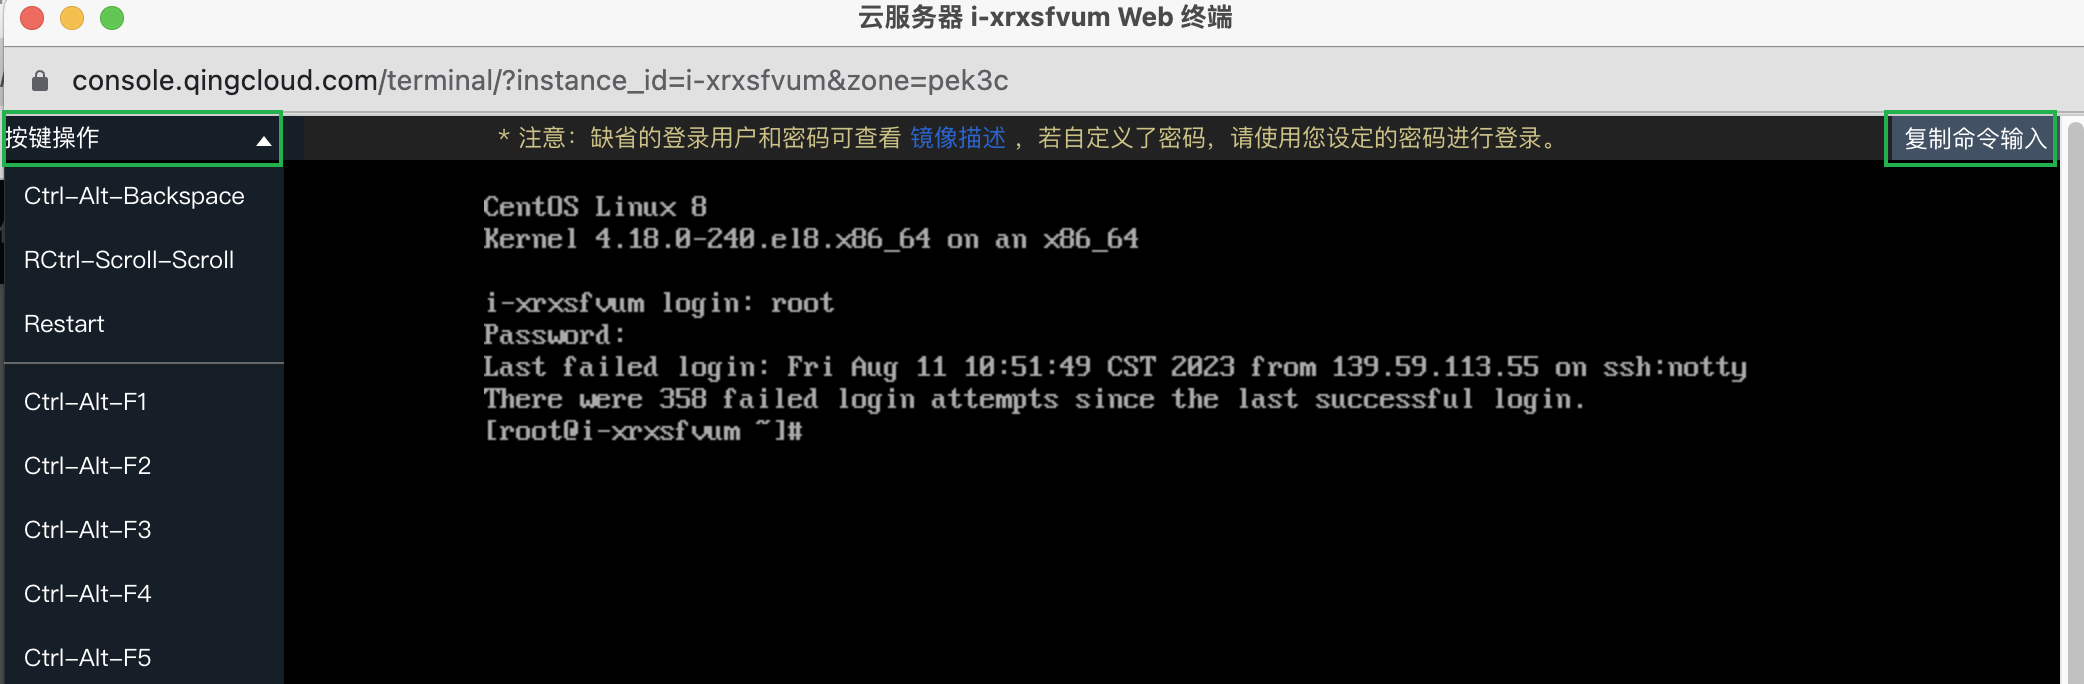 云服务器 i-xrxsfvum Web 终端
console.qingcloud.com/terminal/?instance_id=i-xrxsfvum&zone=pek3c
按键操作
* 注意：缺省的登录用户和密码可查看 镜像描述 ，若自定义了密码，请使用您设定的密码进行登录。
复制命令输入
Ctrl-Alt-Backspace
RCtrl-Scroll-Scroll
Restart
Ctrl-Alt-F1
Ctrl-Alt-F2
Ctrl-Alt-F3
Ctrl-Alt-F4
Ctrl-Alt-F5
CentOS Linux 8
Kernel 4.18.0-240.el8.x86_64 on an x86_64
i-xrxsfvum login: root
Password:
Last failed login: Fri Aug 11 10:51:49 CST 2023 from 139.59.113.55 on ssh:notty
There were 358 failed login attempts since the last successful login.
[root@i-xrxsfvum ~]#